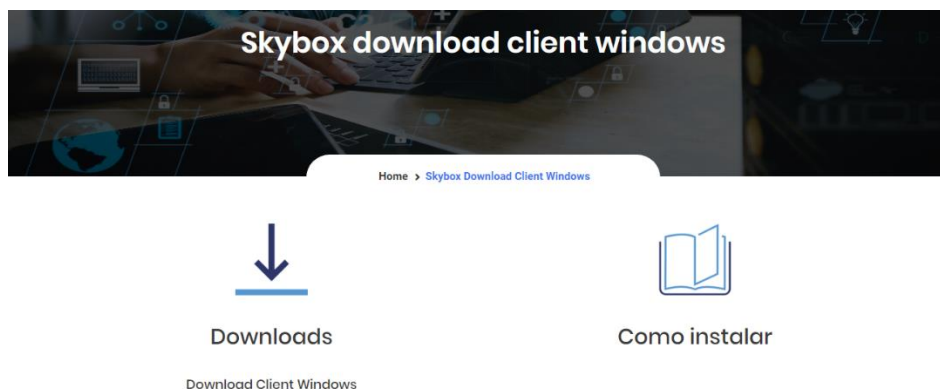 Skybox download client windows
Home > Skybox Download Client Windows
Downloads
Como instalar
Download Client Windows